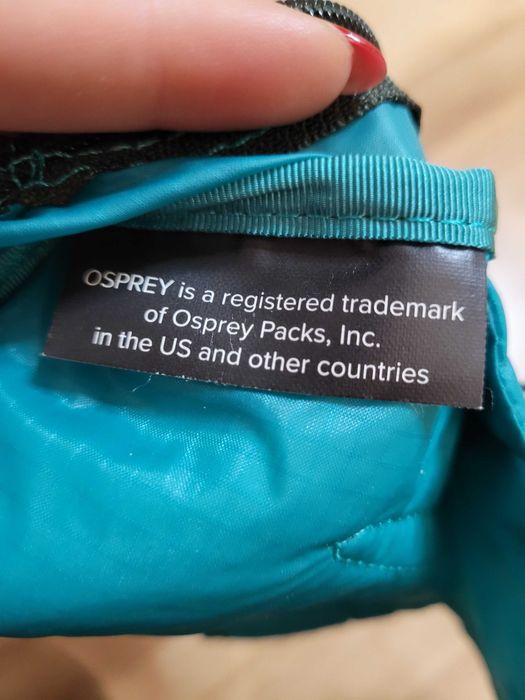 OSPREY is a registered trademark
of Osprey Packs, Inc.
in the US and other countries